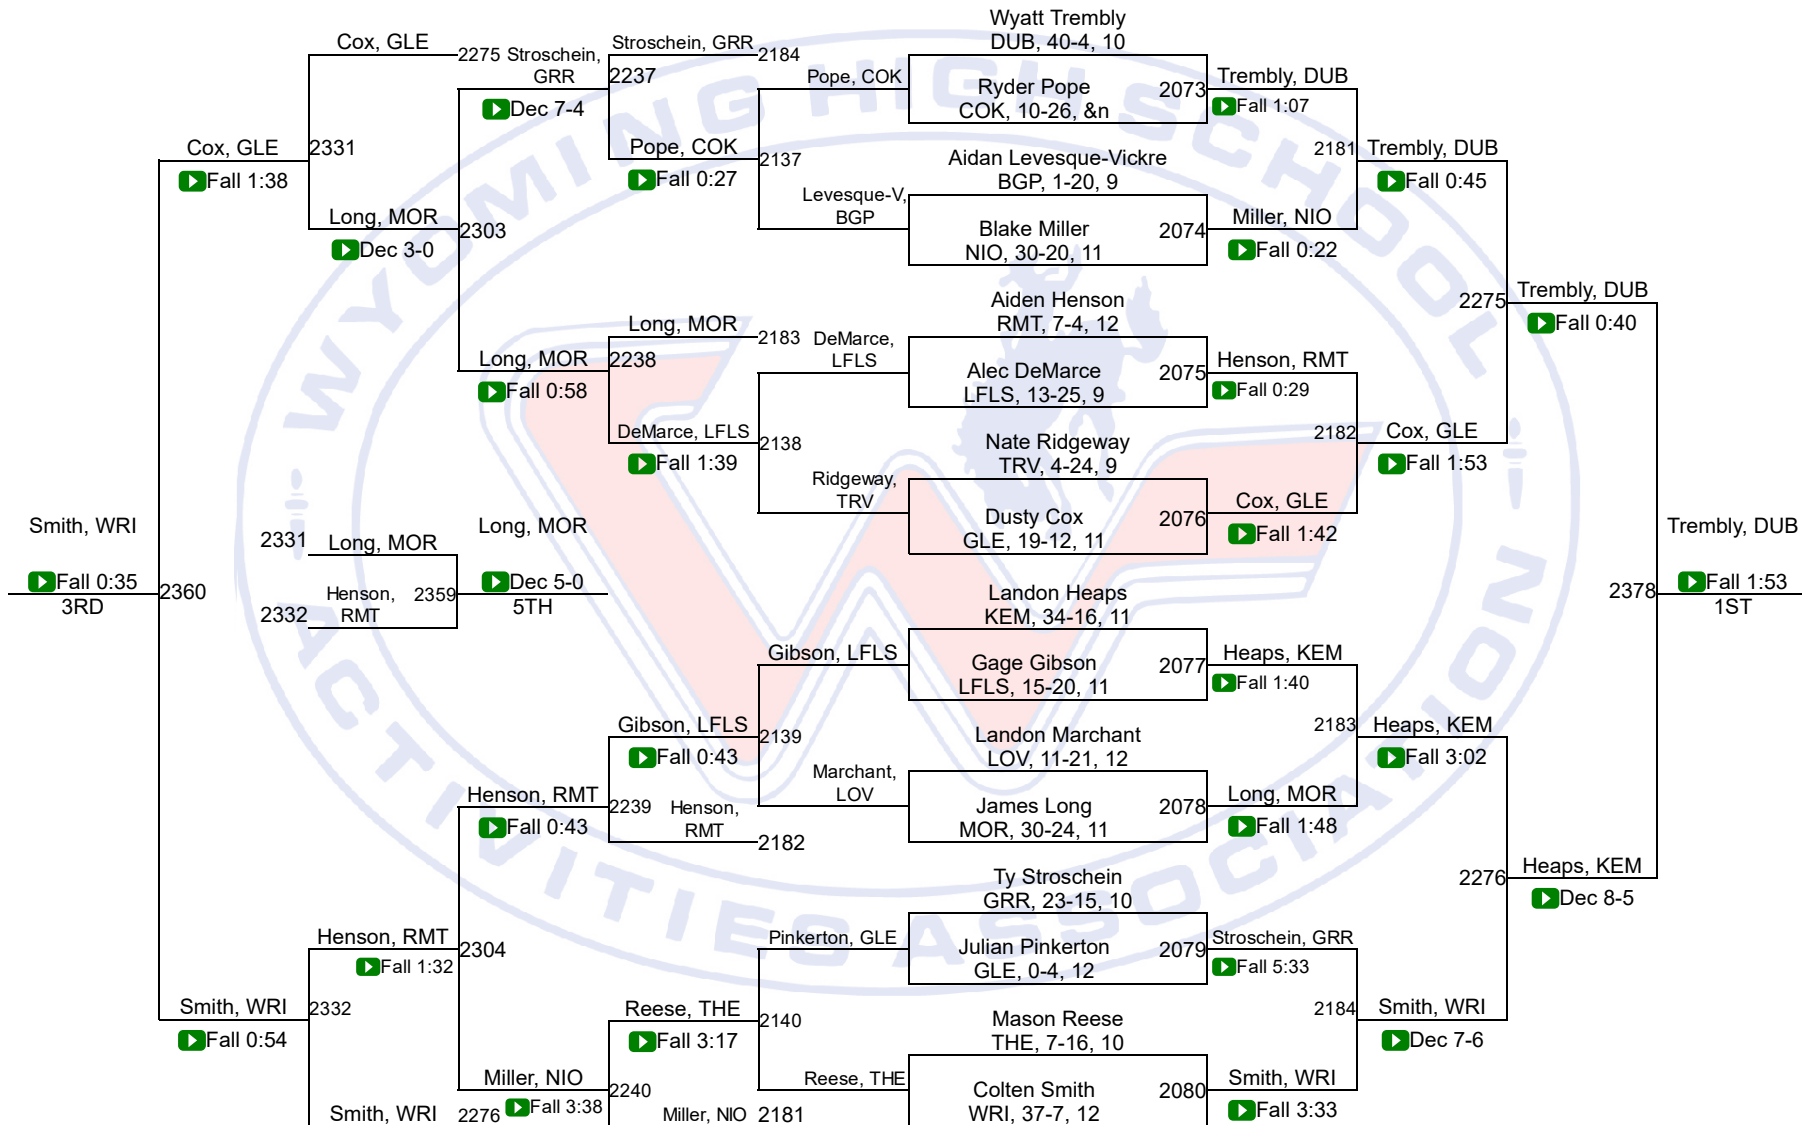 Wyatt Trembly
DUB, 40-4, 10
Cox, GLE
2275
Stroschein,
GRR
Stroschein, GRR
2184
2237
Pope, COK
Ryder Pope
COK, 10-26, &n
2073
Trembly, DUB
Fall 1:07
Dec 7-4
Cox, GLE
Fall 1:38
2331
Pope, COK
Fall 0:27
2137
Aidan Levesque-Vickre
BGP, 1-20, 9
2181
Trembly, DUB
Fall 0:45
Long, MOR
Dec 3-0
2303
Levesque-V,
BGP
Blake Miller
NIO, 30-20, 11
2074
Miller, NIO
Fall 0:22
Aiden Henson
RMT, 7-4, 12
2275
Trembly, DUB
Fall 0:40
Long, MOR
2183
DeMarce,
LFLS
Long, MOR
Fall 0:58
2238
Alec DeMarce
LFLS, 13-25, 9
2075
Henson, RMT
Fall 0:29
DeMarce, LFLS
Fall 1:39
2138
Nate Ridgeway
TRV, 4-24, 9
2182
Cox, GLE
Fall 1:53
Ridgeway,
TRV
Dusty Cox
GLE, 19-12, 11
2076
Cox, GLE
Fall 1:42
Smith, WRI
Fall 0:35
3RD
2360
2331
Long, MOR
Henson,
RMT
2332
2359
Long, MOR
Dec 5-0
5TH
Trembly, DUB
2378
Fall 1:53
1ST
Landon Heaps
KEM, 34-16, 11
Gibson, LFLS
Gage Gibson
LFLS, 15-20, 11
2077
Heaps, KEM
Fall 1:40
Gibson, LFLS
Fall 0:43
2139
Landon Marchant
LOV, 11-21, 12
2183
Heaps, KEM
Fall 3:02
Marchant,
LOV
Henson, RMT
Fall 0:43
2239
Henson,
RMT
2182
James Long
MOR, 30-24, 11
2078
Long, MOR
Fall 1:48
Ty Stroschein
GRR, 23-15, 10
2276
Heaps, KEM
Dec 8-5
Henson, RMT
Fall 1:32
2304
Pinkerton, GLE
Julian Pinkerton
GLE, 0-4, 12
2079
Stroschein, GRR
Fall 5:33
Smith, WRI
Fall 0:54
2332
Reese, THE
Fall 3:17
2140
Mason Reese
THE, 7-16, 10
2184
Smith, WRI
Dec 7-6
Miller, NIO
Fall 3:38
2240
Reese, THE
Colten Smith
WRI, 37-7, 12
2080
Smith, WRI
Fall 3:33
Smith, WRI
2276
Miller, NIO
2181
WYOMING HIGH SCHOOL
ACTIVITIES ASSOCIATION